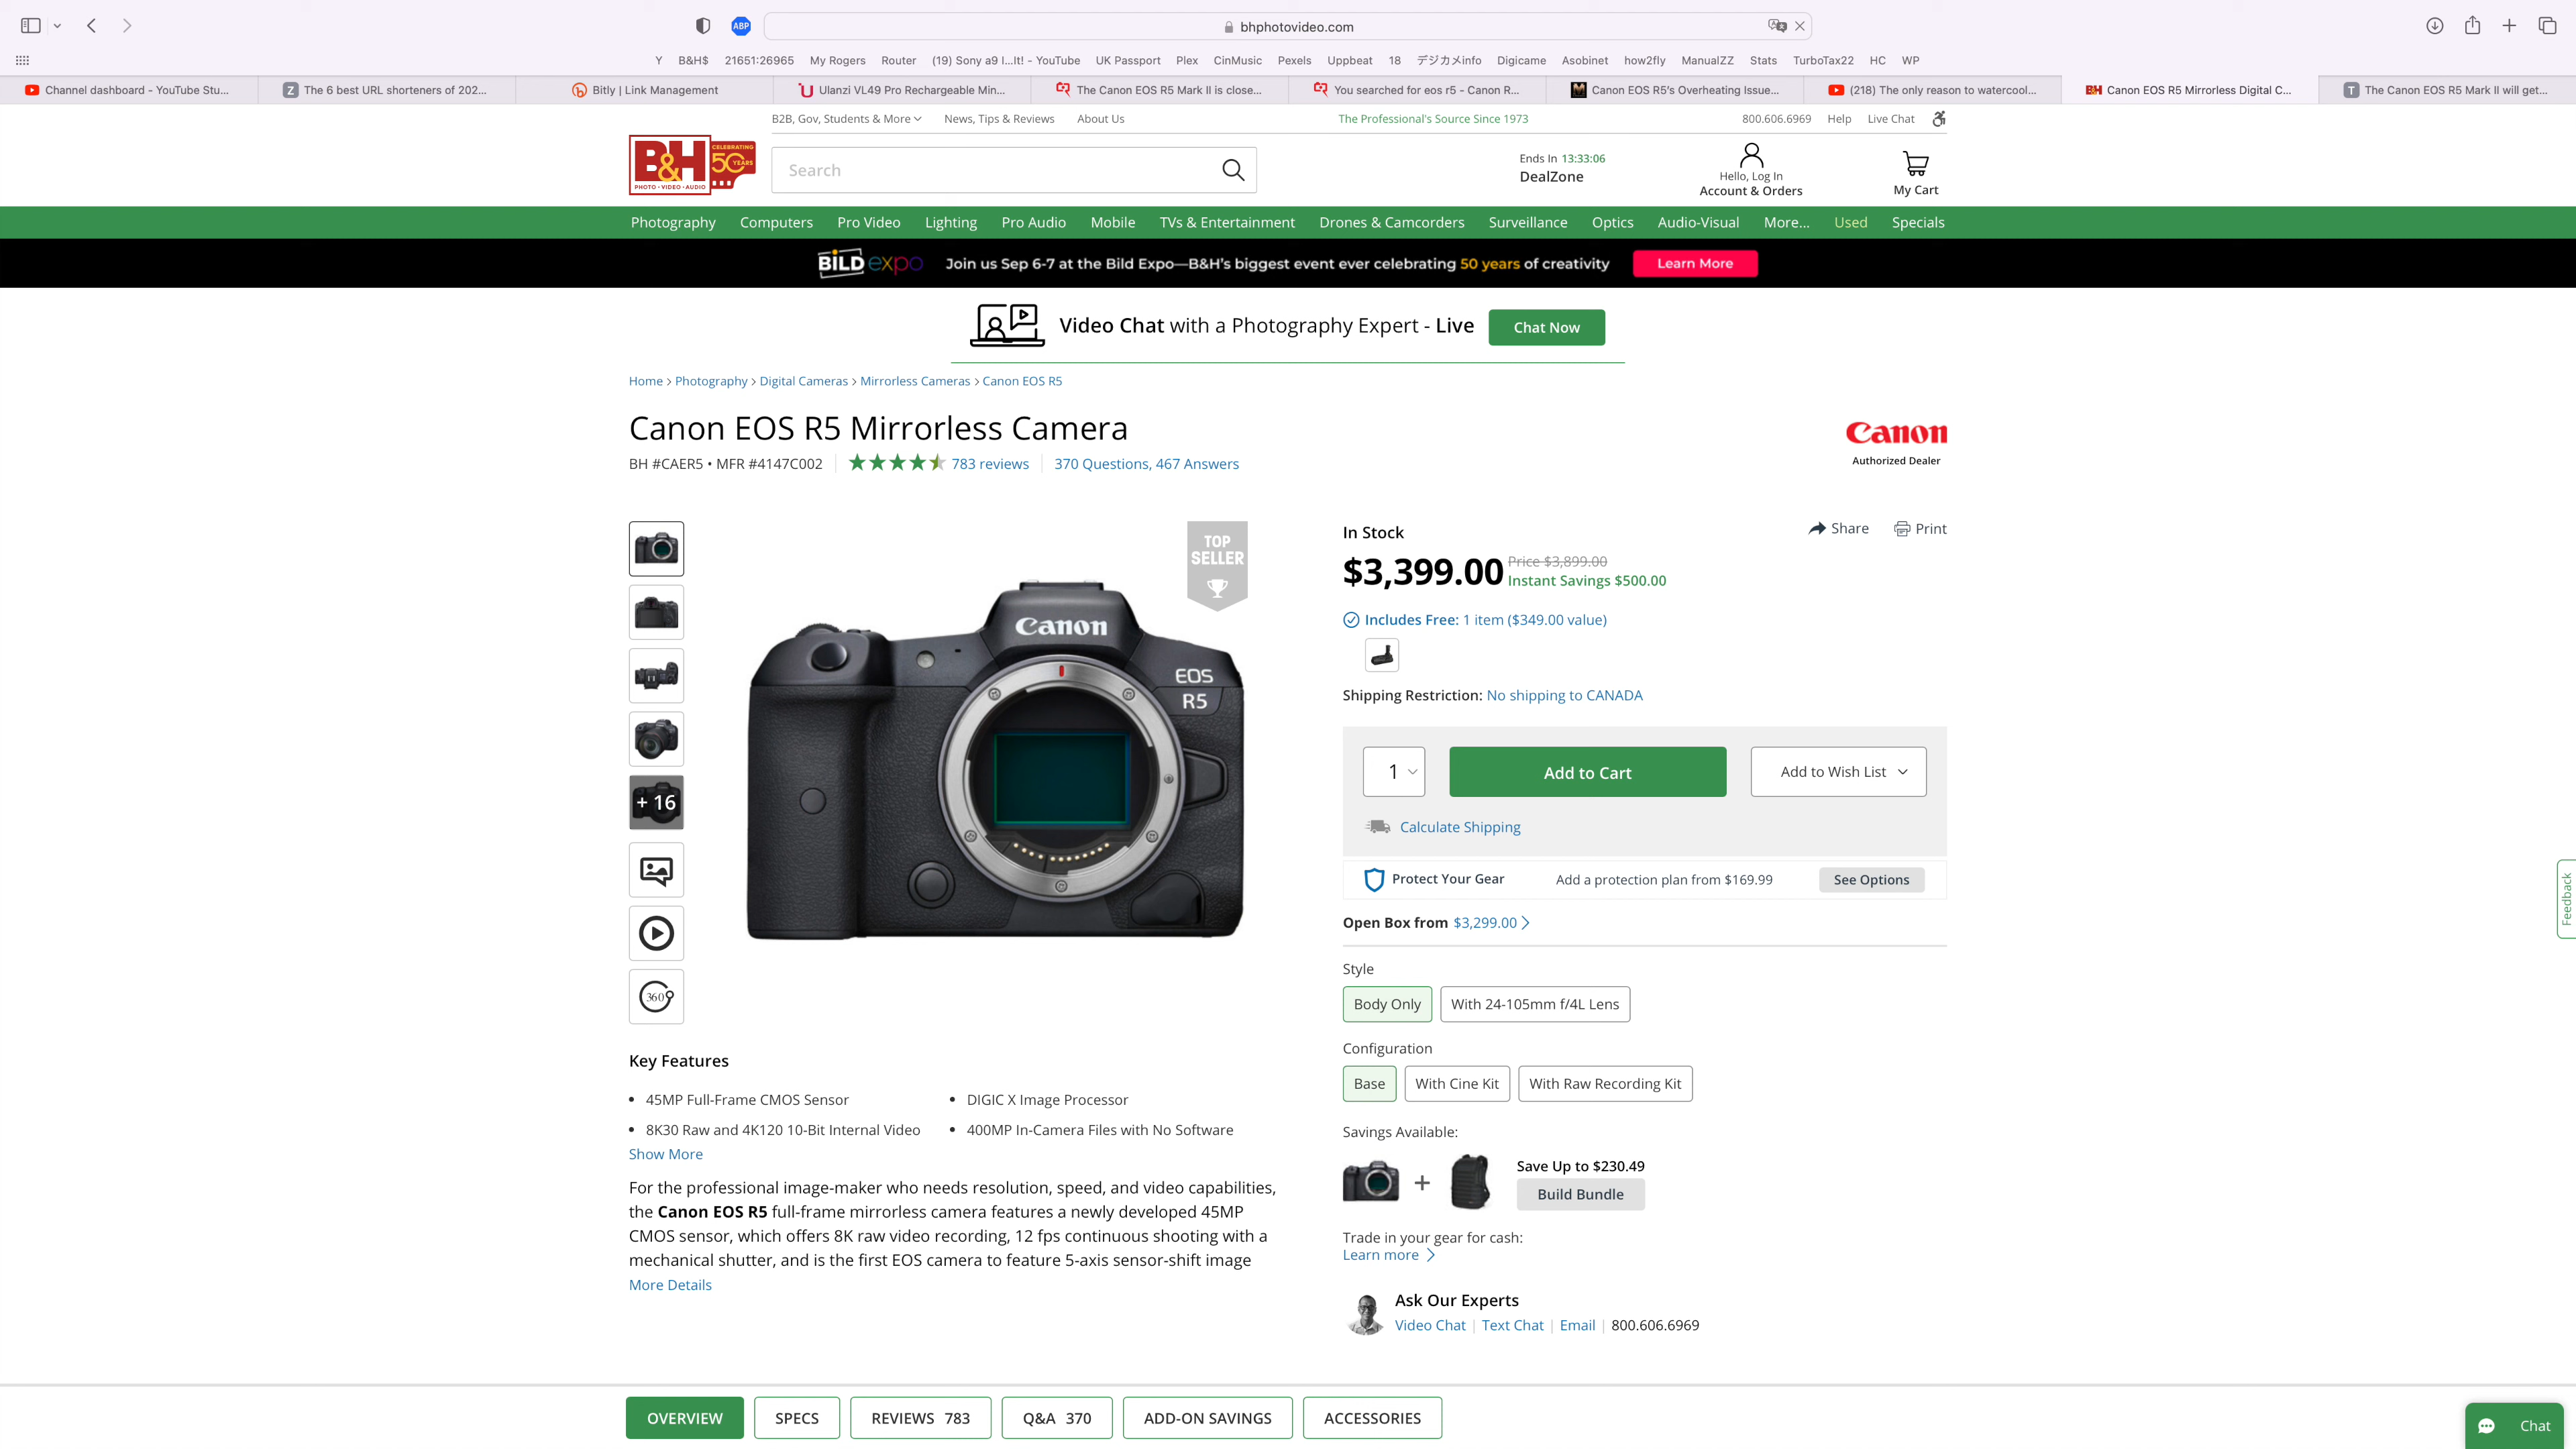 bhphotovideo.com
Y B&H$ 21651:26965 My Rogers Router (19) Sony a9 I...It! - YouTube UK Passport Plex CinMusic Pexels Uppbeat 18 デジカメinfo Digicame Asobinet how2fly ManualZZ Stats TurboTax22 HC WP
Channel dashboard - YouTube Stu... The 6 best URL shorteners of 202... Bitly | Link Management Ulanzi VL49 Pro Rechargeable Min... The Canon EOS R5 Mark II is close... You searched for eos r5 - Canon R... Canon EOS R5's Overheating Issue... (218) The only reason to watercool... Canon EOS R5 Mirrorless Digital C... The Canon EOS R5 Mark II will get...
B2B, Gov, Students & More News, Tips & Reviews About Us The Professional's Source Since 1973 800.606.6969 Help Live Chat
B&H PHOTO • VIDEO • AUDIO CELEBRATING 50 YEARS
Search
Ends In 13:33:06
DealZone
Hello, Log In
Account & Orders
My Cart
Photography Computers Pro Video Lighting Pro Audio Mobile TVs & Entertainment Drones & Camcorders Surveillance Optics Audio-Visual More... Used Specials
BILD expo Join us Sep 6-7 at the Bild Expo—B&H's biggest event ever celebrating 50 years of creativity Learn More
Video Chat with a Photography Expert - Live Chat Now
Home > Photography > Digital Cameras > Mirrorless Cameras > Canon EOS R5
Canon EOS R5 Mirrorless Camera
BH #CAER5 • MFR #4147C002 783 reviews 370 Questions, 467 Answers
Canon
Authorized Dealer
TOP
SELLER
Canon
EOS
R5
+ 16
360
Key Features
• 45MP Full-Frame CMOS Sensor
• DIGIC X Image Processor
• 8K30 Raw and 4K120 10-Bit Internal Video
• 400MP In-Camera Files with No Software
Show More
For the professional image-maker who needs resolution, speed, and video capabilities,
the Canon EOS R5 full-frame mirrorless camera features a newly developed 45MP
CMOS sensor, which offers 8K raw video recording, 12 fps continuous shooting with a
mechanical shutter, and is the first EOS camera to feature 5-axis sensor-shift image
More Details
In Stock
Share Print
$3,399.00
Price $3,899.00
Instant Savings $500.00
Includes Free: 1 item ($349.00 value)
Shipping Restriction: No shipping to CANADA
1 Add to Cart Add to Wish List
Calculate Shipping
Protect Your Gear Add a protection plan from $169.99 See Options
Open Box from $3,299.00
Style
Body Only With 24-105mm f/4L Lens
Configuration
Base With Cine Kit With Raw Recording Kit
Savings Available:
+
Save Up to $230.49
Build Bundle
Trade in your gear for cash:
Learn more
Ask Our Experts
Video Chat | Text Chat | Email | 800.606.6969
Feedback
OVERVIEW SPECS REVIEWS 783 Q&A 370 ADD-ON SAVINGS ACCESSORIES
Chat